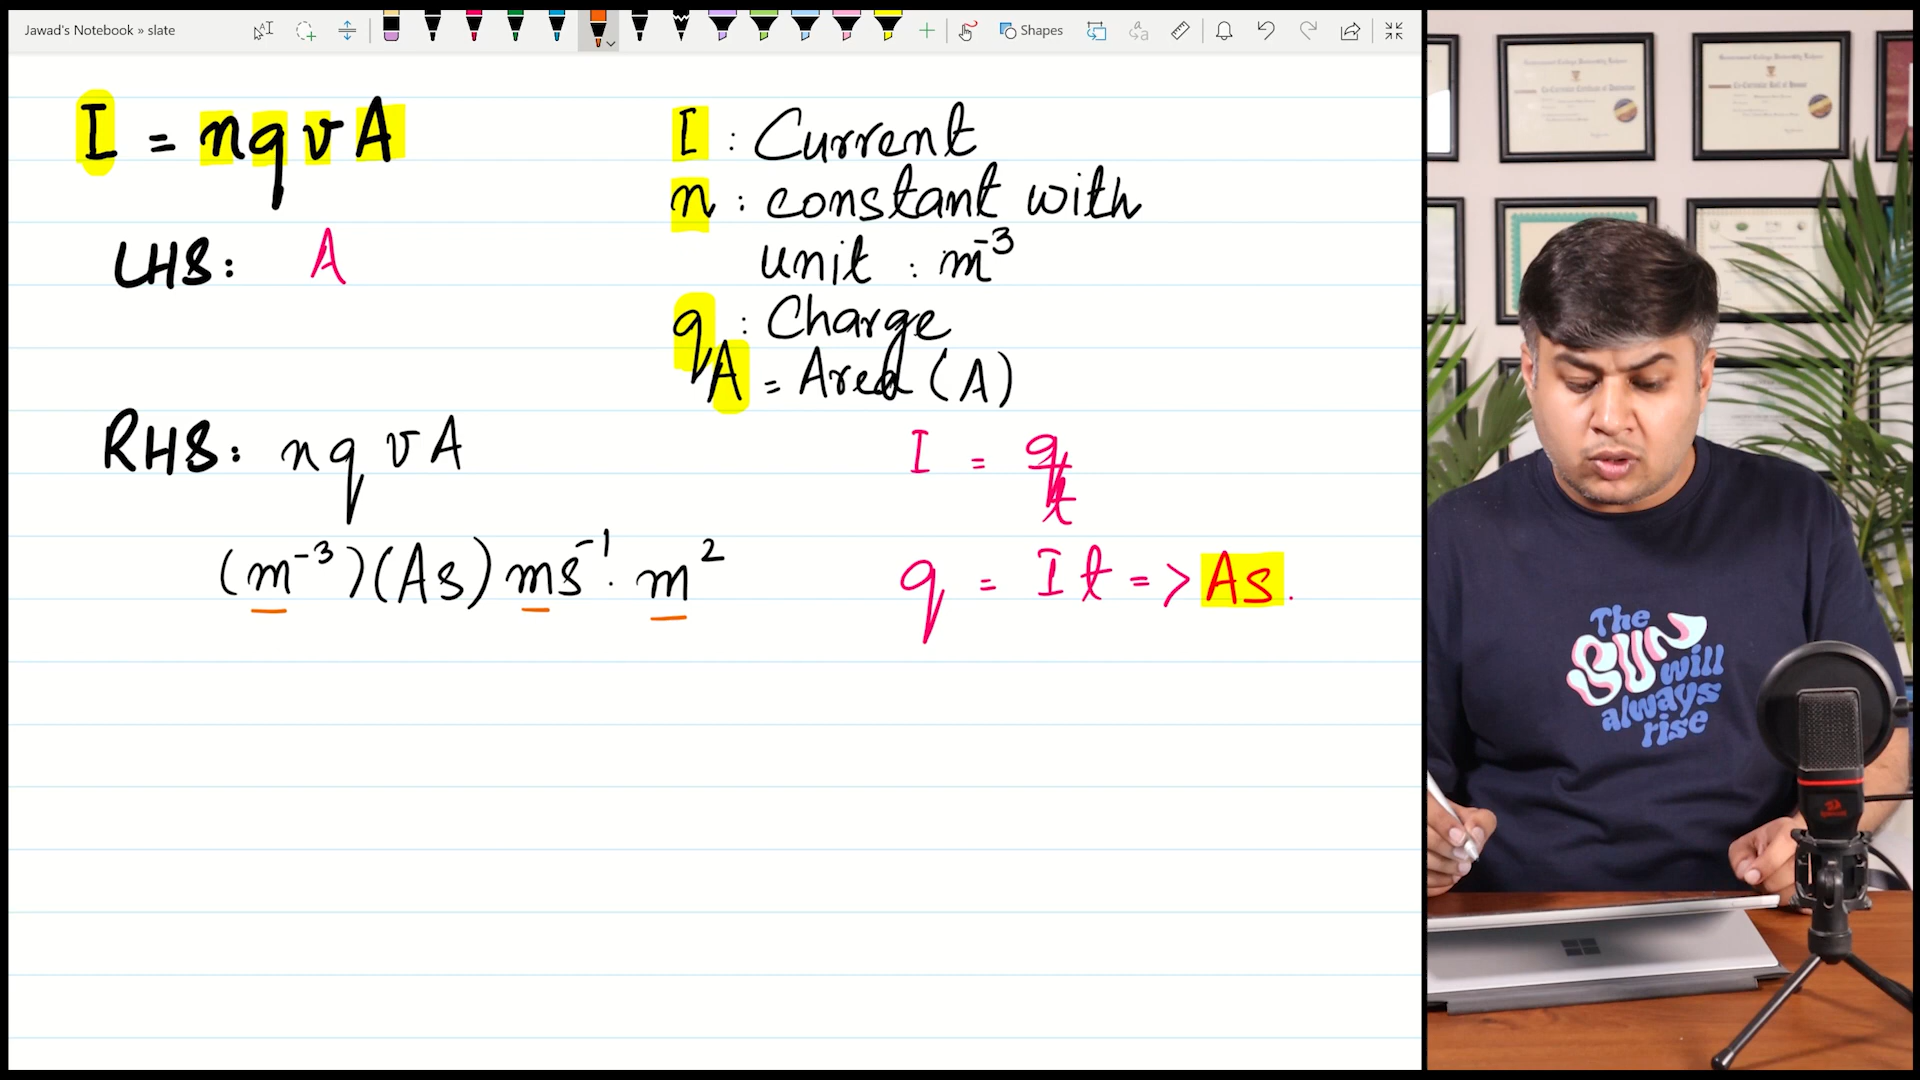 Jawad's Notebook » slate
Shapes
I = nqvA
LHS: A
RHS: nqvA
(m⁻³)(As) ms⁻¹ · m²
I : Current
n : constant with
unit : m⁻³
q : Charge
A = Area (A)
I = q/t
q = It => As.
The
SUN
will
always
rise